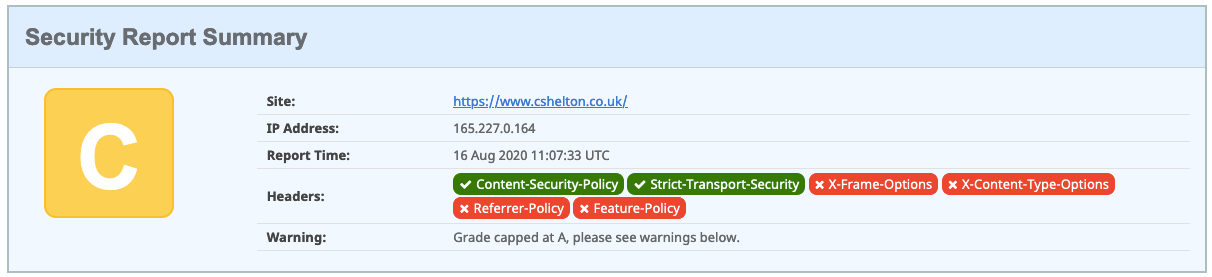 Security Report Summary
C
Site: https://www.cshelton.co.uk/
IP Address: 165.227.0.164
Report Time: 16 Aug 2020 11:07:33 UTC
Headers: Content-Security-Policy Strict-Transport-Security X-Frame-Options X-Content-Type-Options
Referrer-Policy Feature-Policy
Warning: Grade capped at A, please see warnings below.